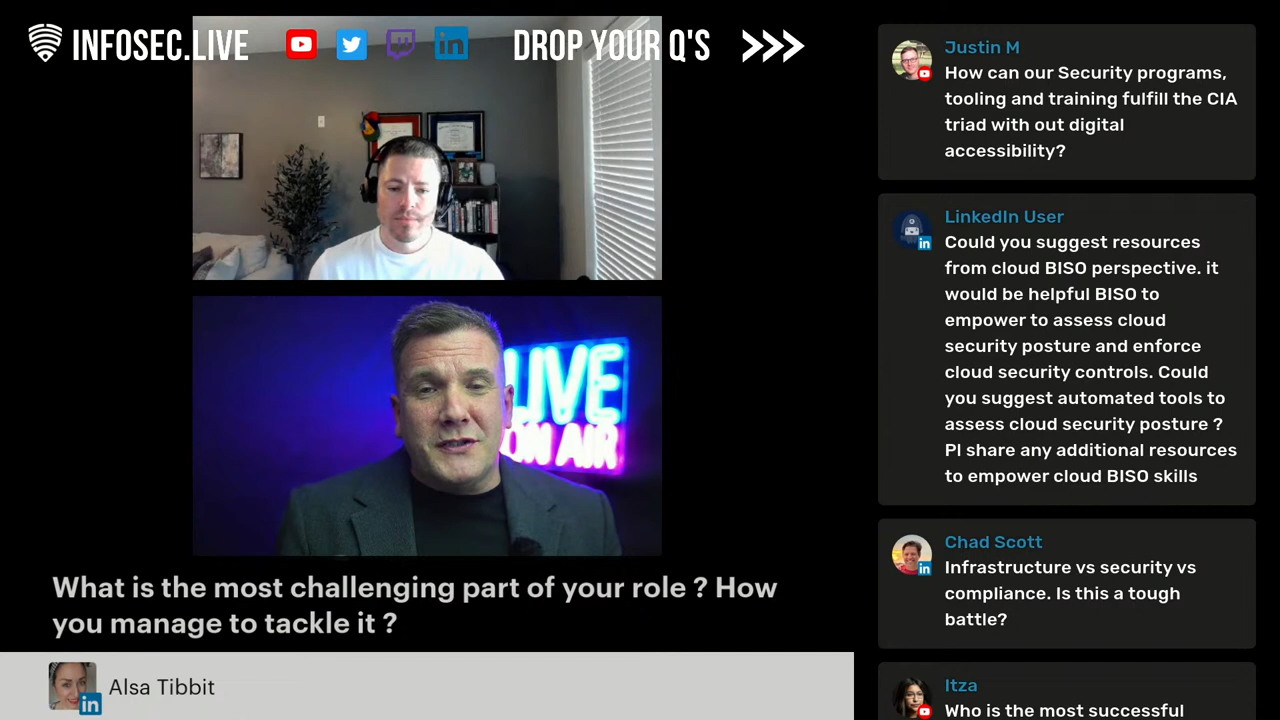 INFOSEC.LIVE
DROP YOUR Q'S
LIVE
ON AIR
What is the most challenging part of your role ? How
you manage to tackle it ?
Alsa Tibbit
Justin M
How can our Security programs,
tooling and training fulfill the CIA
triad with out digital
accessibility?
LinkedIn User
Could you suggest resources
from cloud BISO perspective. it
would be helpful BISO to
empower to assess cloud
security posture and enforce
cloud security controls. Could
you suggest automated tools to
assess cloud security posture ?
Pl share any additional resources
to empower cloud BISO skills
Chad Scott
Infrastructure vs security vs
compliance. Is this a tough
battle?
Itza
Who is the most successful